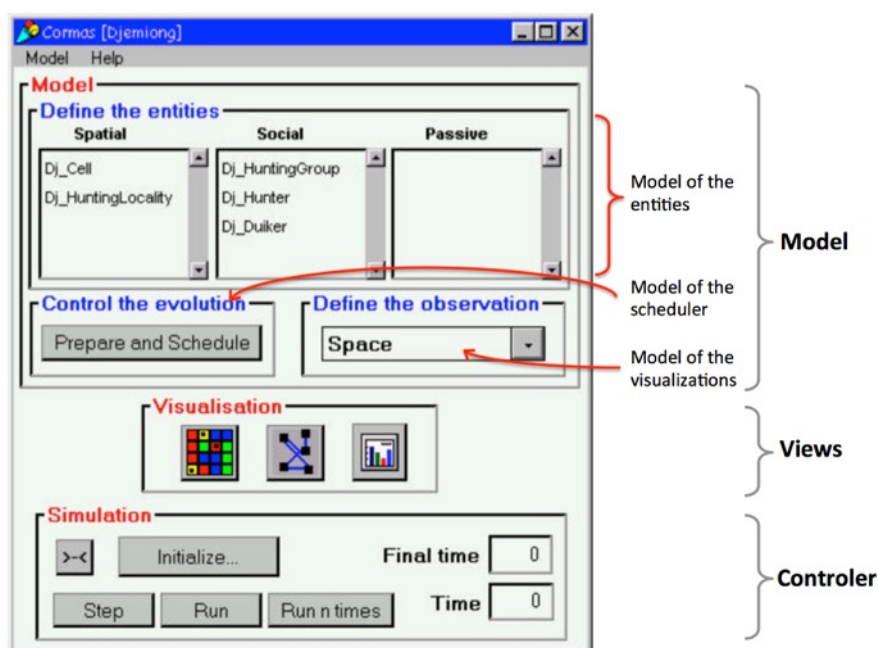 Cormas [Djemiong]
Model Help
Model
Define the entities
Spatial Social Passive
Dj_Cell
Dj_HuntingLocality
Dj_HuntingGroup
Dj_Hunter
Dj_Duiker
Control the evolution
Prepare and Schedule
Define the observation
Space
Visualisation
Simulation
>-<
Initialize...
Final time 0
Step Run Run n times
Time 0
Model of the
entities
Model of the
scheduler
Model of the
visualizations
Model
Views
Controler